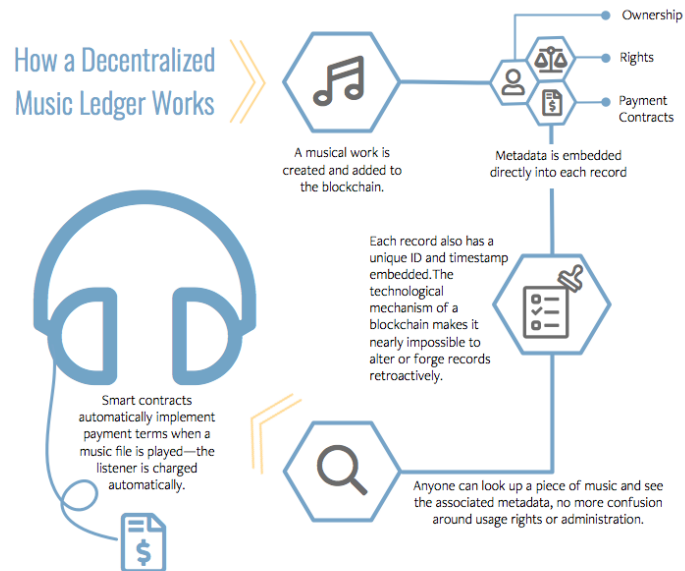 How a Decentralized
Music Ledger Works
Ownership
Rights
Payment
Contracts
A musical work is
created and added to
the blockchain.
Metadata is embedded
directly into each record
Each record also has a
unique ID and timestamp
embedded.The
technological
mechanism of a
blockchain makes it
nearly impossible to
alter or forge records
retroactively.
Anyone can look up a piece of music and see
the associated metadata, no more confusion
around usage rights or administration.
Smart contracts
automatically implement
payment terms when a
music file is played—the
listener is charged
automatically.
$
$